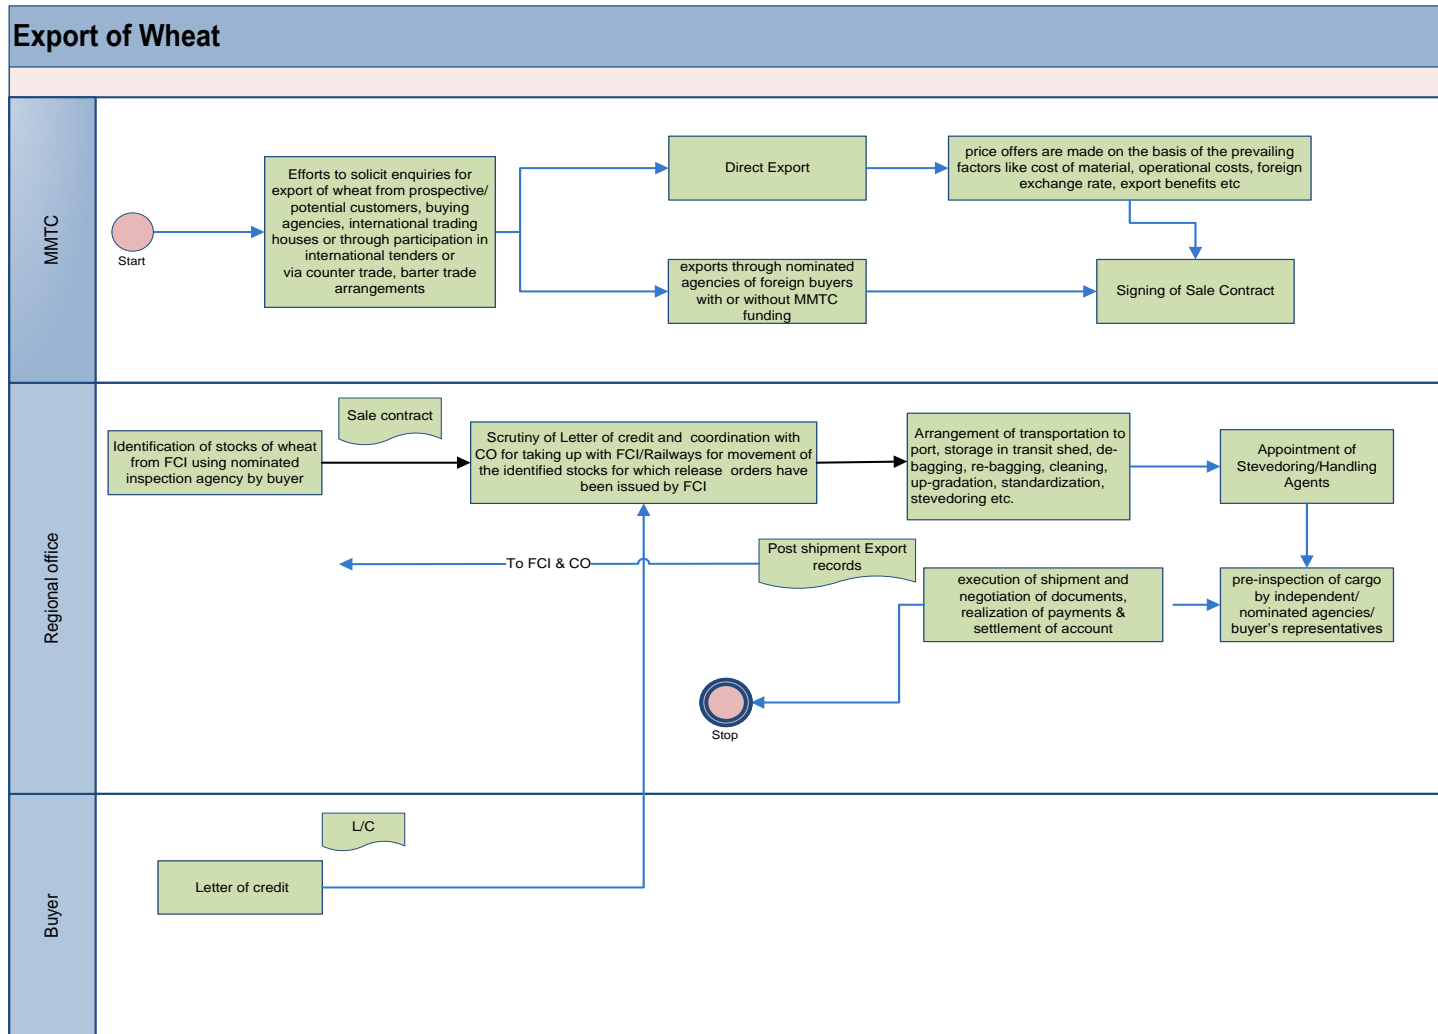 Export of Wheat
MMTC
Start
Efforts to solicit enquiries for
export of wheat from prospective/
potential customers, buying
agencies, international trading
houses or through participation in
international tenders or
via counter trade, barter trade
arrangements
Direct Export
price offers are made on the basis of the prevailing
factors like cost of material, operational costs, foreign
exchange rate, export benefits etc
exports through nominated
agencies of foreign buyers
with or without MMTC
funding
Signing of Sale Contract
Regional office
Identification of stocks of wheat
from FCI using nominated
inspection agency by buyer
Sale contract
Scrutiny of Letter of credit and coordination with
CO for taking up with FCI/Railways for movement of
the identified stocks for which release orders have
been issued by FCI
Arrangement of transportation to
port, storage in transit shed, de-
bagging, re-bagging, cleaning,
up-gradation, standardization,
stevedoring etc.
Appointment of
Stevedoring/Handling
Agents
To FCI & CO
Post shipment Export
records
execution of shipment and
negotiation of documents,
realization of payments &
settlement of account
pre-inspection of cargo
by independent/
nominated agencies/
buyer's representatives
Stop
Buyer
L/C
Letter of credit